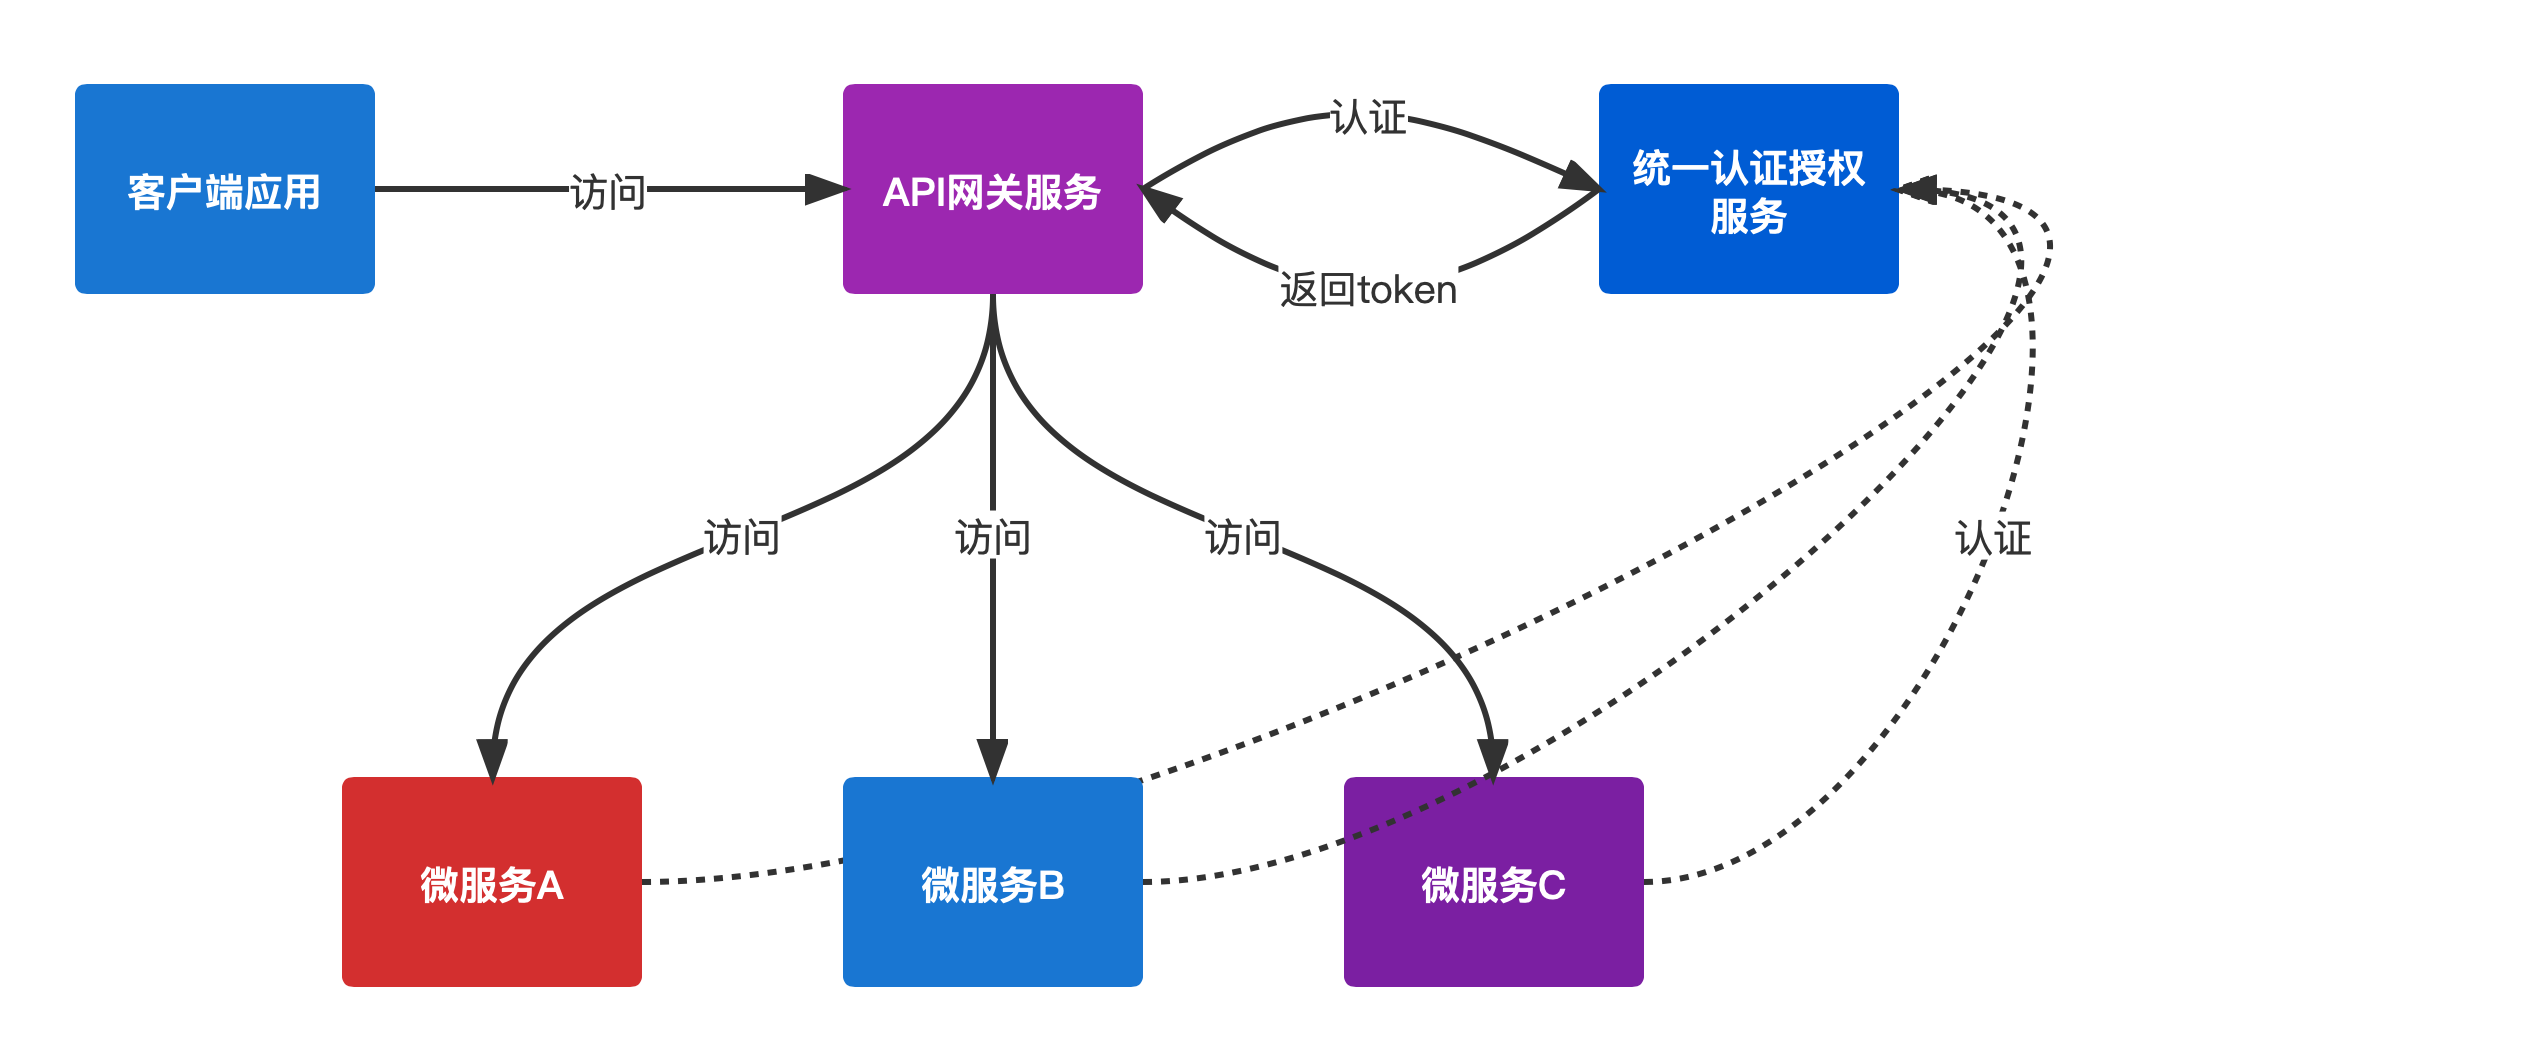 认证
客户端应用
访问
API网关服务
统一认证授权
服务
返回token
访问
访问
访问
认证
微服务A
微服务B
微服务C